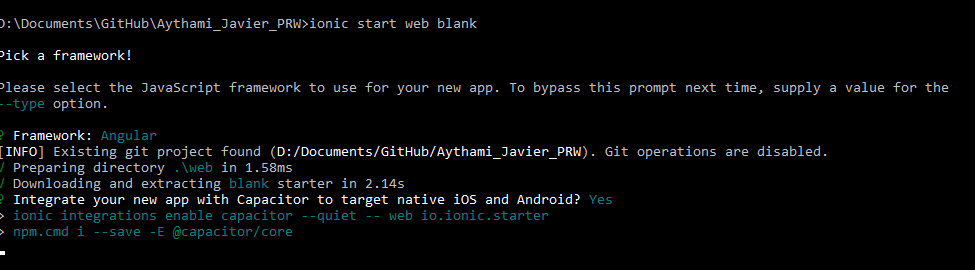 D:\Documents\GitHub\Aythami_Javier_PRW>ionic start web blank
Pick a framework!
Please select the JavaScript framework to use for your new app. To bypass this prompt next time, supply a value for the
--type option.
? Framework: Angular
[INFO] Existing git project found (D:/Documents/GitHub/Aythami_Javier_PRW). Git operations are disabled.
√ Preparing directory .\web in 1.58ms
√ Downloading and extracting blank starter in 2.14s
? Integrate your new app with Capacitor to target native iOS and Android? Yes
> ionic integrations enable capacitor --quiet -- web io.ionic.starter
> npm.cmd i --save -E @capacitor/core